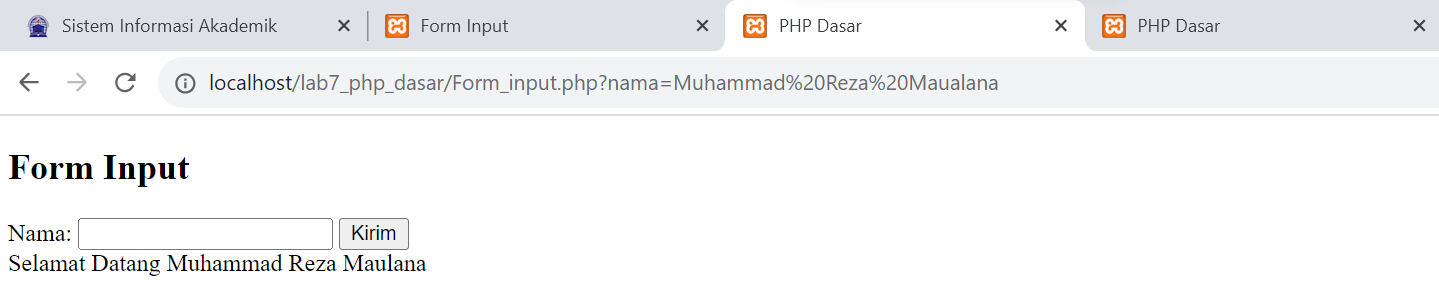 Sistem Informasi Akademik
Form Input
PHP Dasar
PHP Dasar
localhost/lab7_php_dasar/Form_input.php?nama=Muhammad%20Reza%20Maualana
Form Input
Nama: Kirim
Selamat Datang Muhammad Reza Maulana